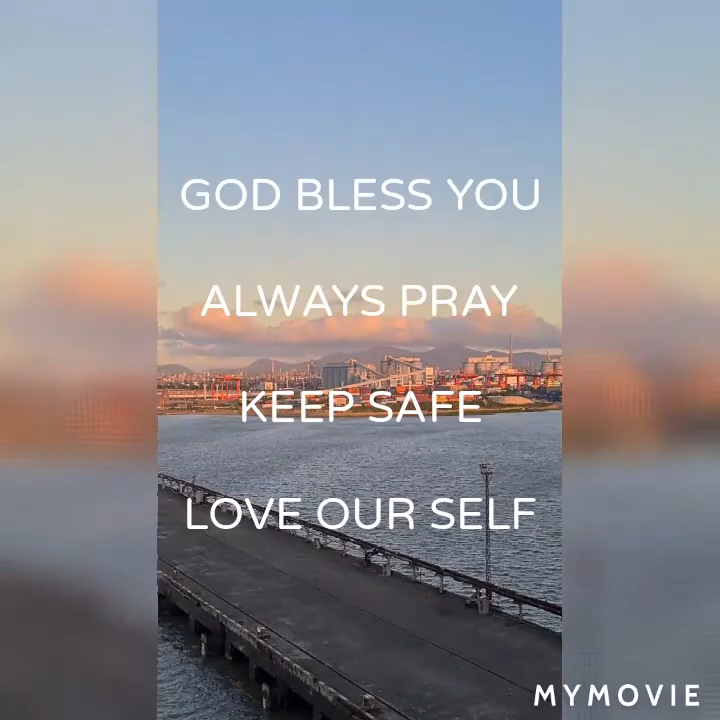 GOD BLESS YOU
ALWAYS PRAY
KEEP SAFE
LOVE OUR SELF
MYMOVIE